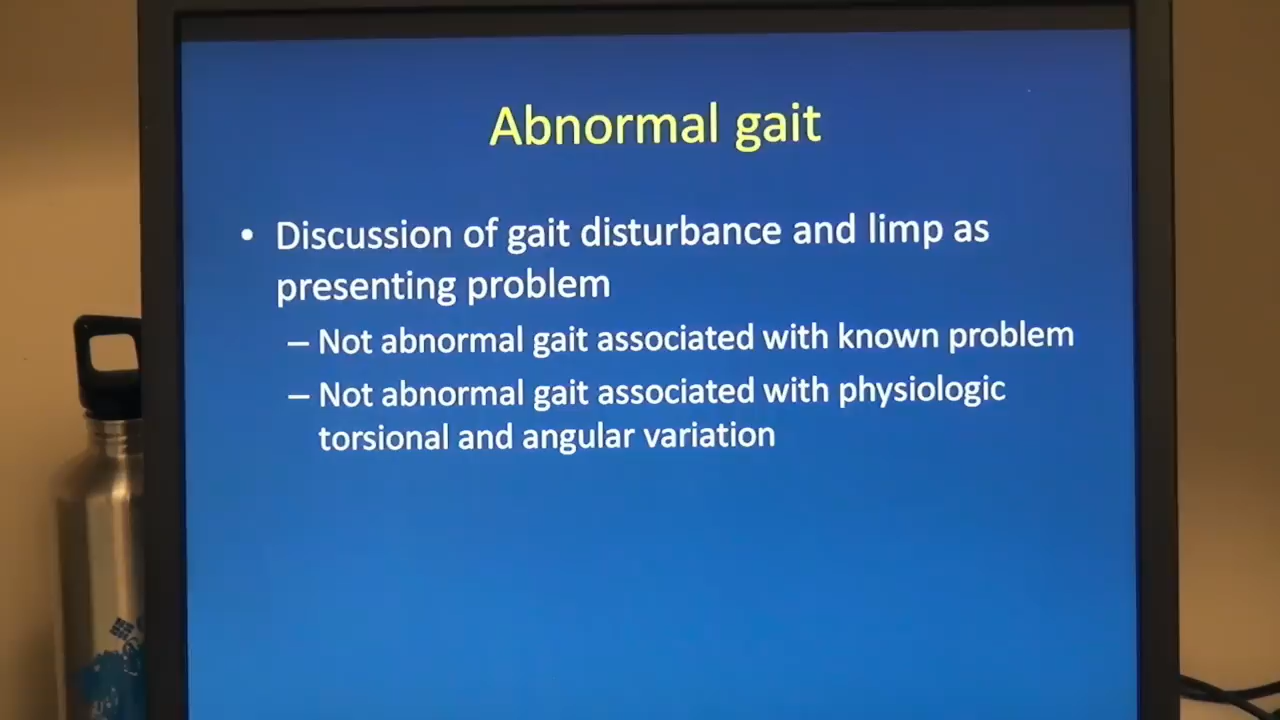 Abnormal gait
• Discussion of gait disturbance and limp as
presenting problem
– Not abnormal gait associated with known problem
– Not abnormal gait associated with physiologic
torsional and angular variation